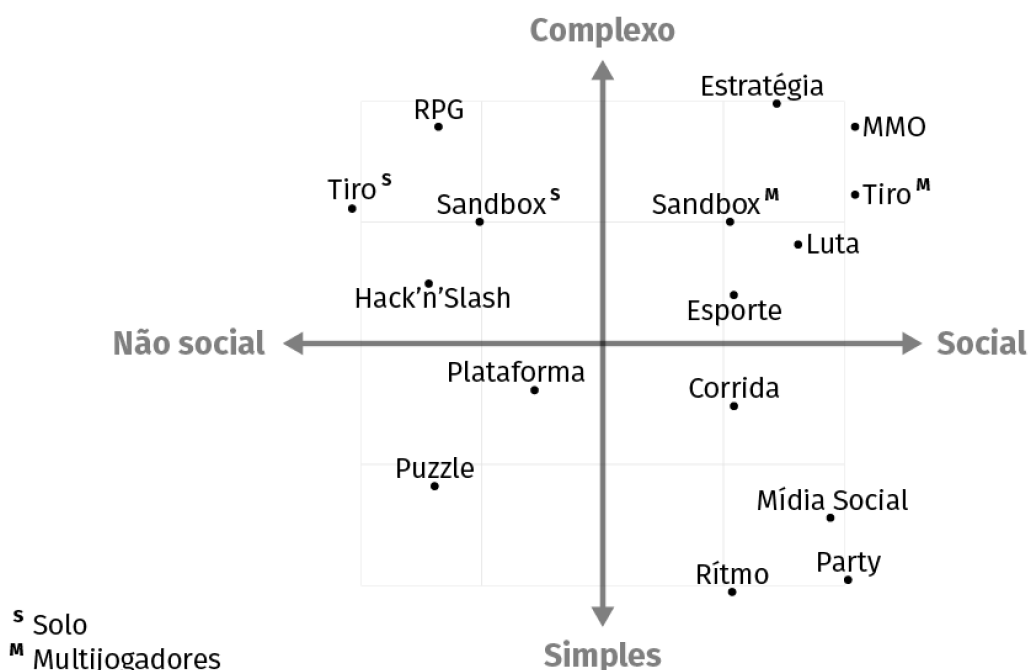 Complexo
Estratégia
RPG
MMO
Tiro S
Sandbox S
Sandbox M
Tiro M
Luta
Hack'n'Slash
Esporte
Não social
Social
Plataforma
Corrida
Puzzle
Mídia Social
Party
Rítmo
S Solo
M Multijogadores
Simples